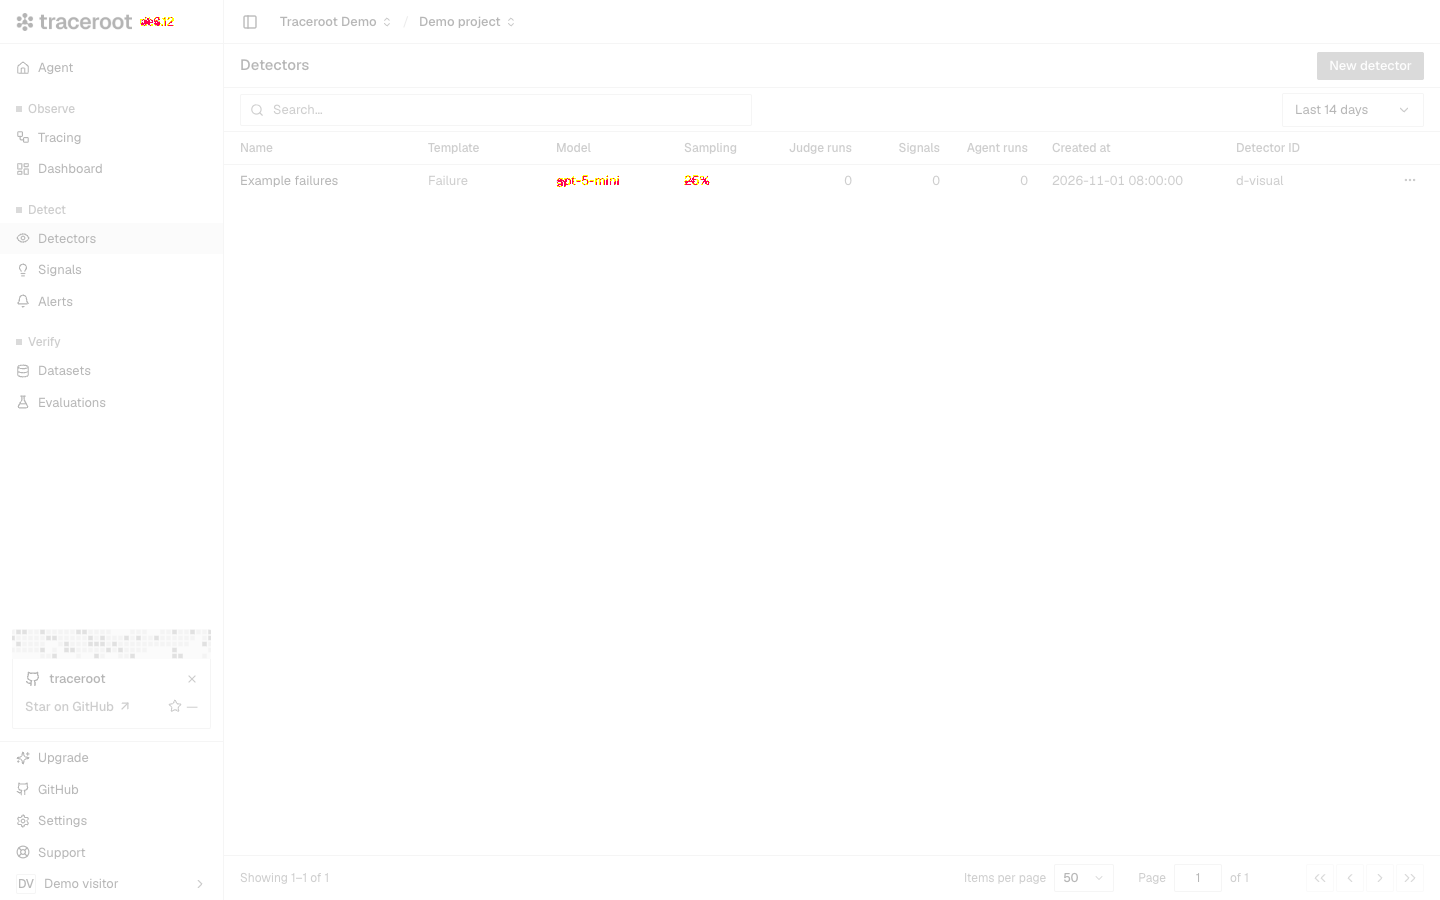 traceroot
Traceroot Demo / Demo project
Agent
Observe
Tracing
Dashboard
Detect
Detectors
Signals
Alerts
Verify
Datasets
Evaluations
traceroot
Star on GitHub —
Upgrade
GitHub
Settings
Support
DV Demo visitor
Detectors
New detector
Search...
Last 14 days
Name Template Model Sampling Judge runs Signals Agent runs Created at Detector ID
Example failures Failure 0 0 0 2026-11-01 08:00:00 d-visual
Showing 1–1 of 1
Items per page 50 Page 1 of 1